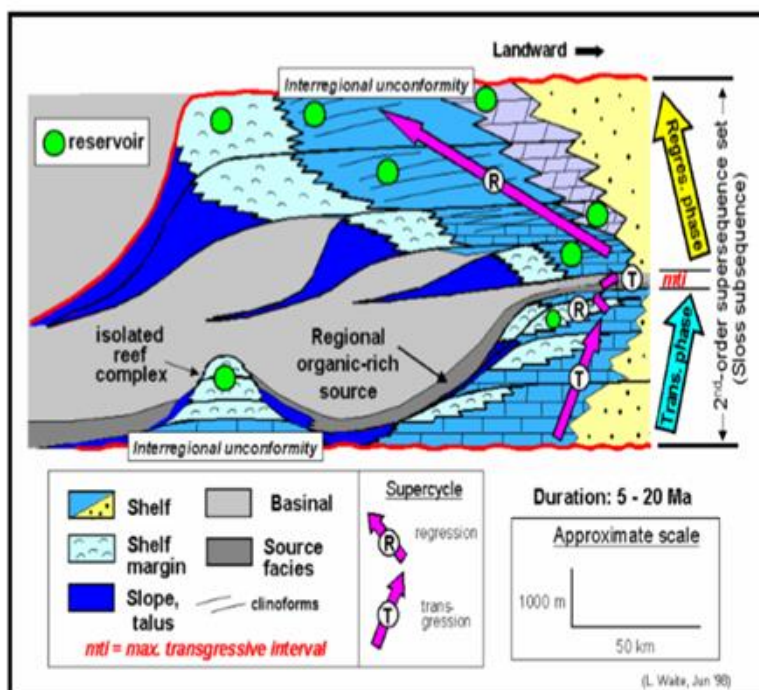 Landward
Interregional unconformity
reservoir
R
Regres. phase
2nd-order supersequence set
(Sloss subsequence)
T
mti
R
isolated
reef
complex
Regional
organic-rich
source
T
Trans. phase
Interregional unconformity
Shelf
Basinal
Shelf
margin
Source
facies
Slope,
talus
clinoforms
mti = max. transgressive interval
Supercycle
R
regression
T
trans-
gression
Duration: 5 - 20 Ma
Approximate scale
1000 m
50 km
(L. Waite, Jun '98)